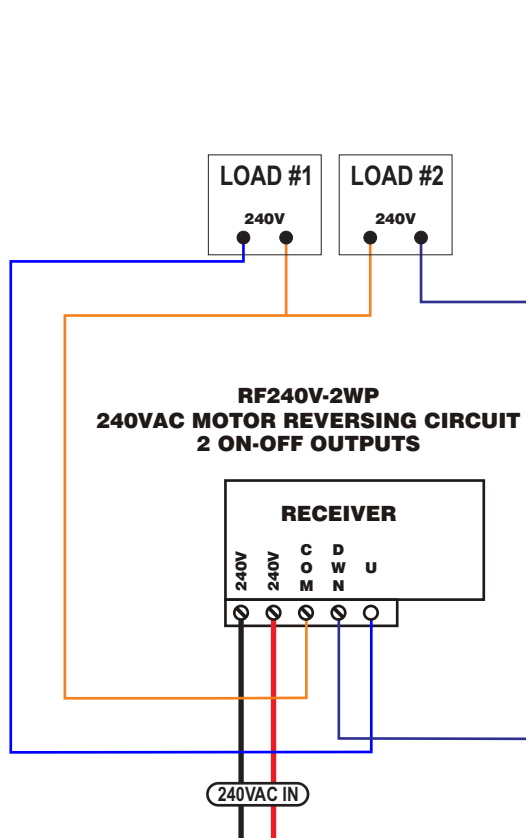 LOAD #1
240V
LOAD #2
240V
RF240V-2WP
240VAC MOTOR REVERSING CIRCUIT
2 ON-OFF OUTPUTS
RECEIVER
240V
240V
COM
DWN
U
240VAC IN